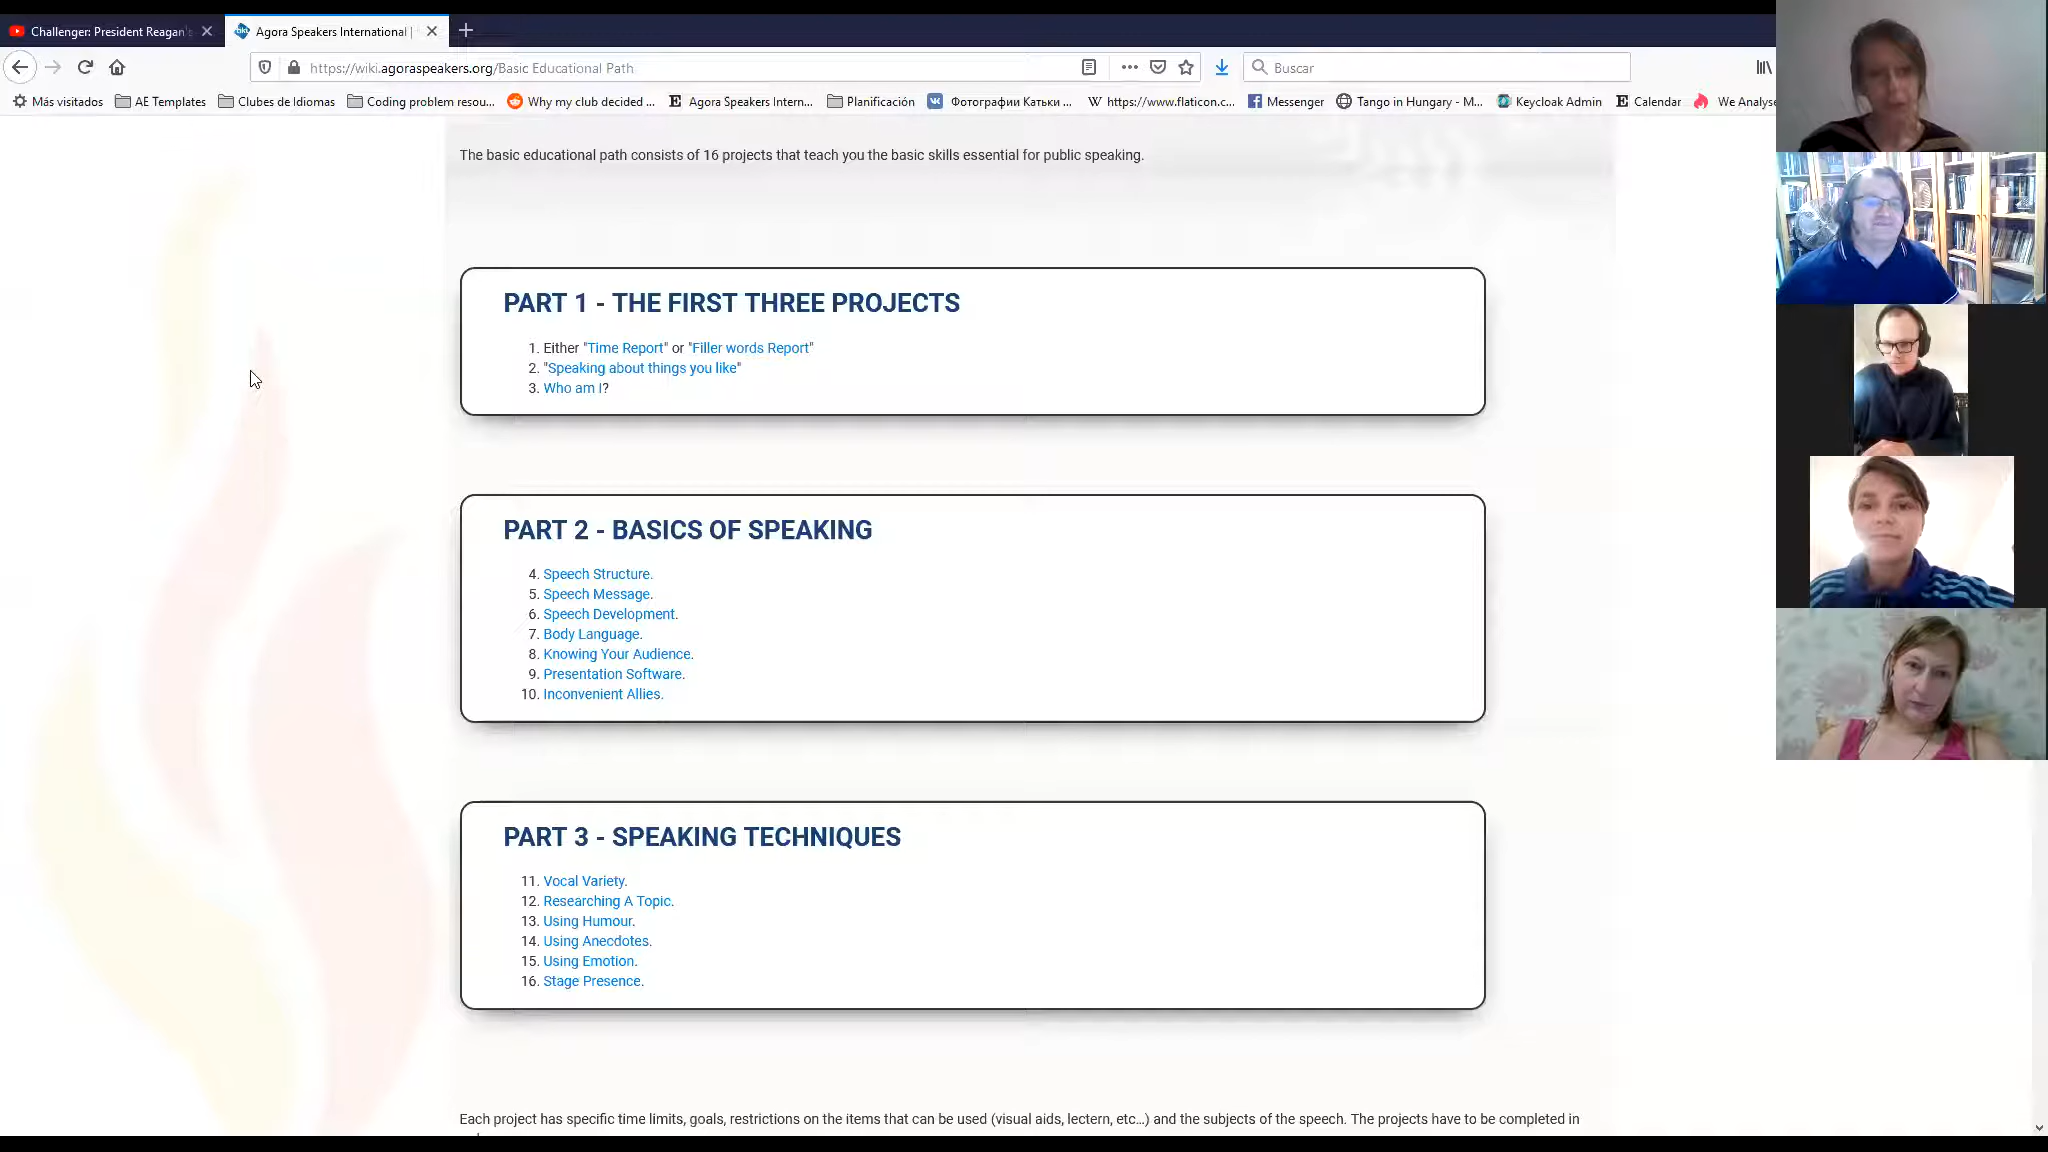 Challenger: President Reagan's
Agora Speakers International |
https://wiki.agoraspeakers.org/Basic Educational Path
Buscar
Más visitados AE Templates Clubes de Idiomas Coding problem resou... Why my club decided ... Agora Speakers Intern... Planificación Фотографии Катьки ... https://www.flaticon.c... Messenger Tango in Hungary - M... Keycloak Admin Calendar We Analyse
The basic educational path consists of 16 projects that teach you the basic skills essential for public speaking.
PART 1 - THE FIRST THREE PROJECTS
1. Either "Time Report" or "Filler words Report"
2. "Speaking about things you like"
3. Who am I?
PART 2 - BASICS OF SPEAKING
4. Speech Structure.
5. Speech Message.
6. Speech Development.
7. Body Language.
8. Knowing Your Audience.
9. Presentation Software.
10. Inconvenient Allies.
PART 3 - SPEAKING TECHNIQUES
11. Vocal Variety.
12. Researching A Topic.
13. Using Humour.
14. Using Anecdotes.
15. Using Emotion.
16. Stage Presence.
Each project has specific time limits, goals, restrictions on the items that can be used (visual aids, lectern, etc...) and the subjects of the speech. The projects have to be completed in